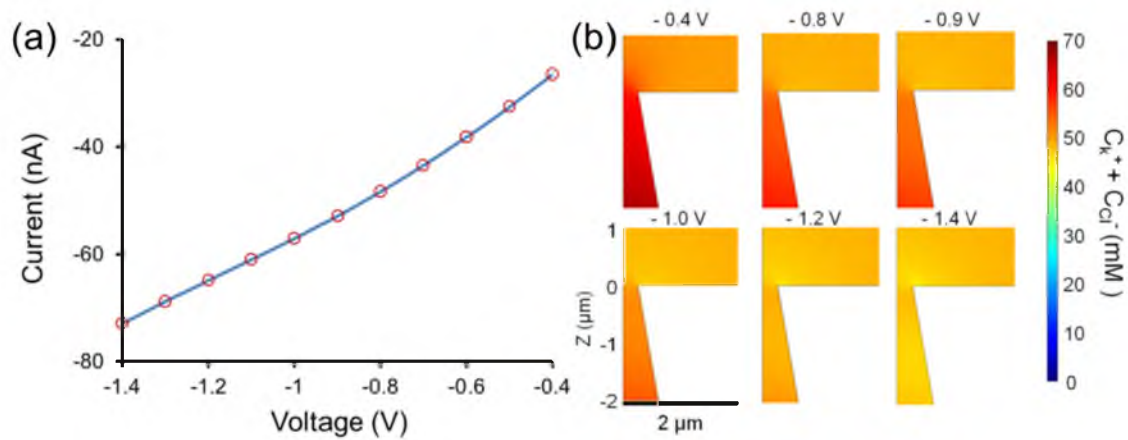 (a)
-20
-40
-60
-80
Current (nA)
-1.4
-1.2
-1
-0.8
-0.6
-0.4
Voltage (V)
(b)
- 0.4 V
- 0.8 V
- 0.9 V
- 1.0 V
- 1.2 V
- 1.4 V
1
0
-1
-2
Z (μm)
2 μm
70
60
50
40
30
20
10
0
C_k^+ + C_Cl^- (mM)